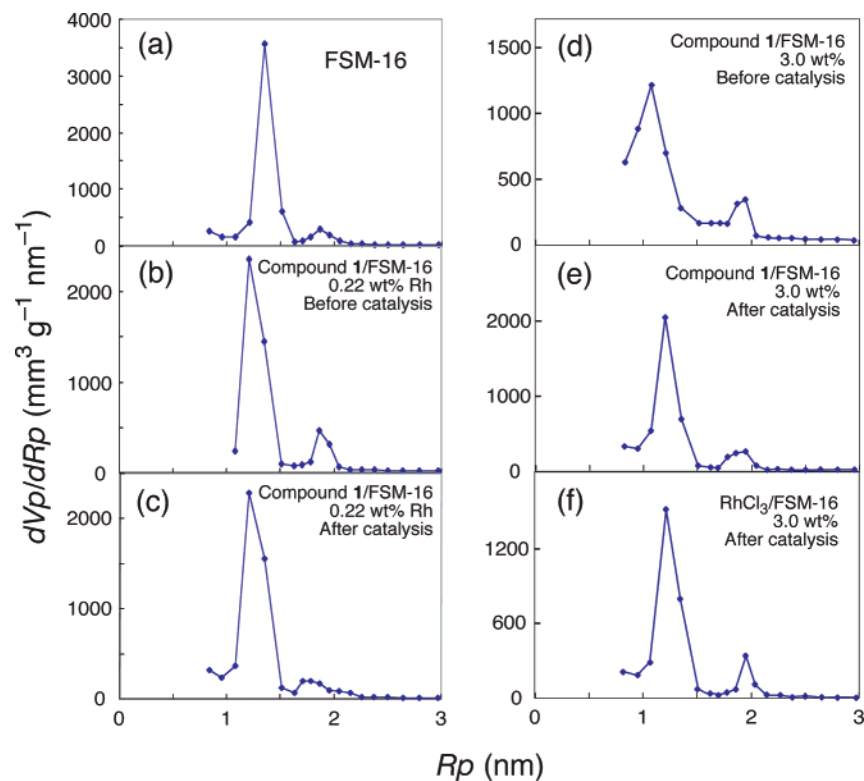 (a)
FSM-16
4000
3000
2000
1000
0
(b)
Compound 1/FSM-16
0.22 wt% Rh
Before catalysis
2000
1000
0
(c)
Compound 1/FSM-16
0.22 wt% Rh
After catalysis
2000
1000
0
0
1
2
3
(d)
Compound 1/FSM-16
3.0 wt%
Before catalysis
1500
1000
500
0
(e)
Compound 1/FSM-16
3.0 wt%
After catalysis
2000
1000
0
(f)
RhCl₃/FSM-16
3.0 wt%
After catalysis
1200
600
0
0
1
2
3
dVp/dRp (mm³ g⁻¹ nm⁻¹)
Rp (nm)